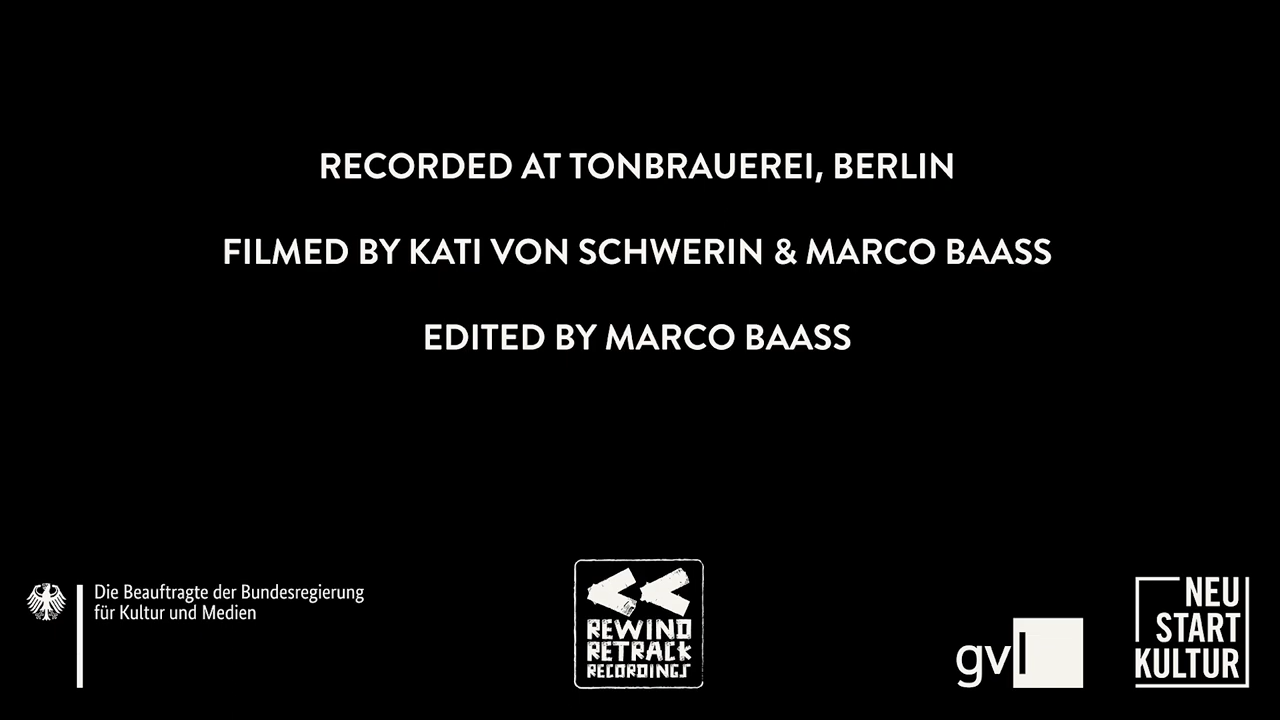 RECORDED AT TONBRAUEREI, BERLIN
FILMED BY KATI VON SCHWERIN & MARCO BAASS
EDITED BY MARCO BAASS
Die Beauftragte der Bundesregierung
für Kultur und Medien
REWIND
RETRACK
RECORDINGS
gvl
NEU
START
KULTUR